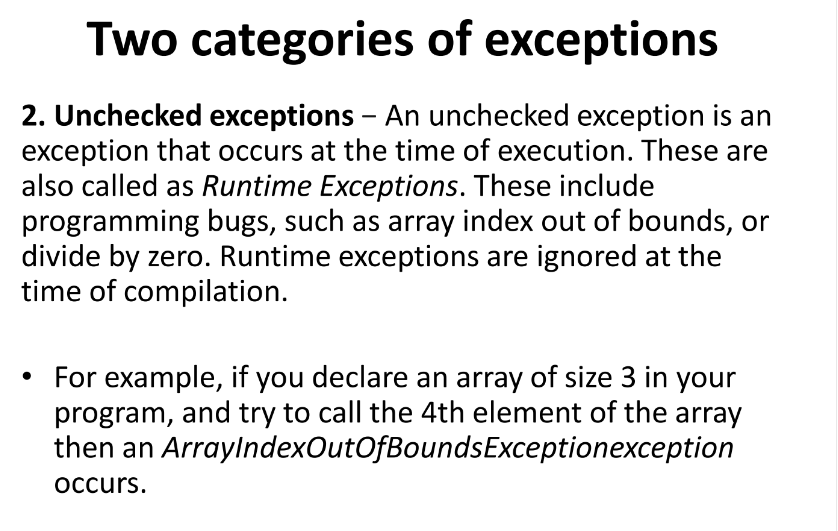 Two categories of exceptions
2. Unchecked exceptions − An unchecked exception is an
exception that occurs at the time of execution. These are
also called as Runtime Exceptions. These include
programming bugs, such as array index out of bounds, or
divide by zero. Runtime exceptions are ignored at the
time of compilation.
• For example, if you declare an array of size 3 in your
program, and try to call the 4th element of the array
then an ArrayIndexOutOfBoundsExceptionexception
occurs.